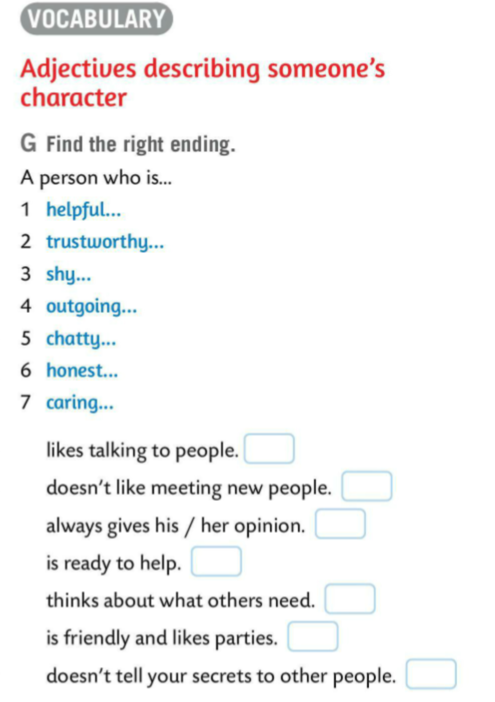 VOCABULARY
Adjectives describing someone's
character
G Find the right ending.
A person who is...
1 helpful...
2 trustworthy...
3 shy...
4 outgoing...
5 chatty...
6 honest...
7 caring...
likes talking to people.
doesn't like meeting new people.
always gives his / her opinion.
is ready to help.
thinks about what others need.
is friendly and likes parties.
doesn't tell your secrets to other people.